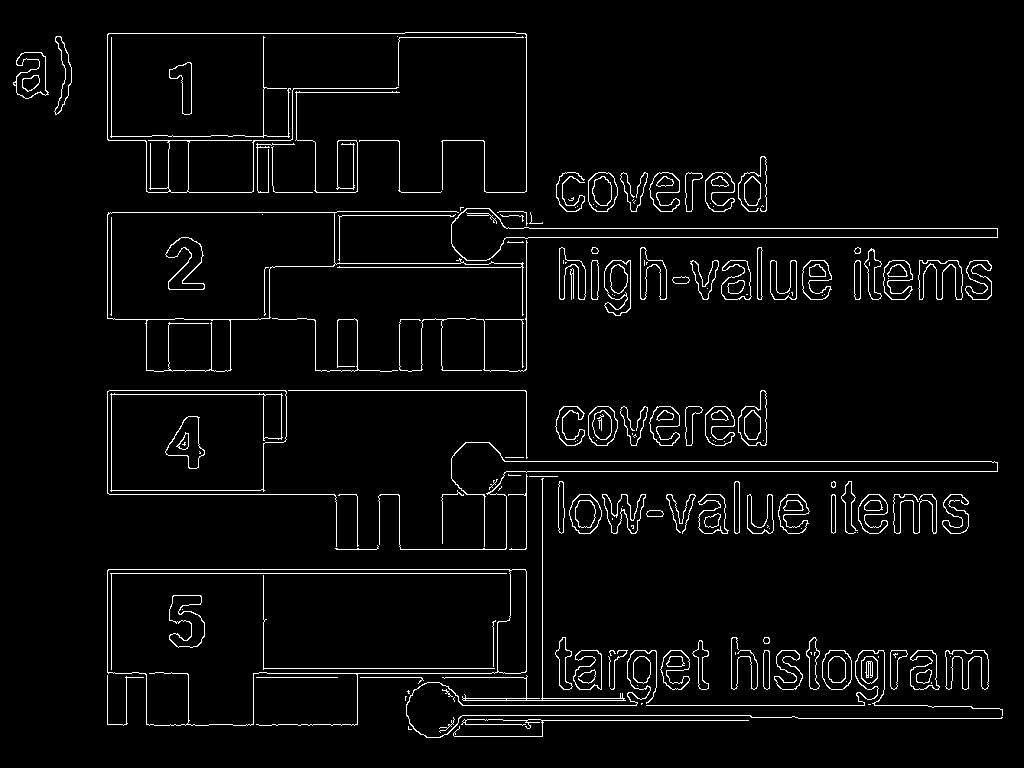 a)
1
covered
2
high-value items
covered
4
low-value items
5
target histogram